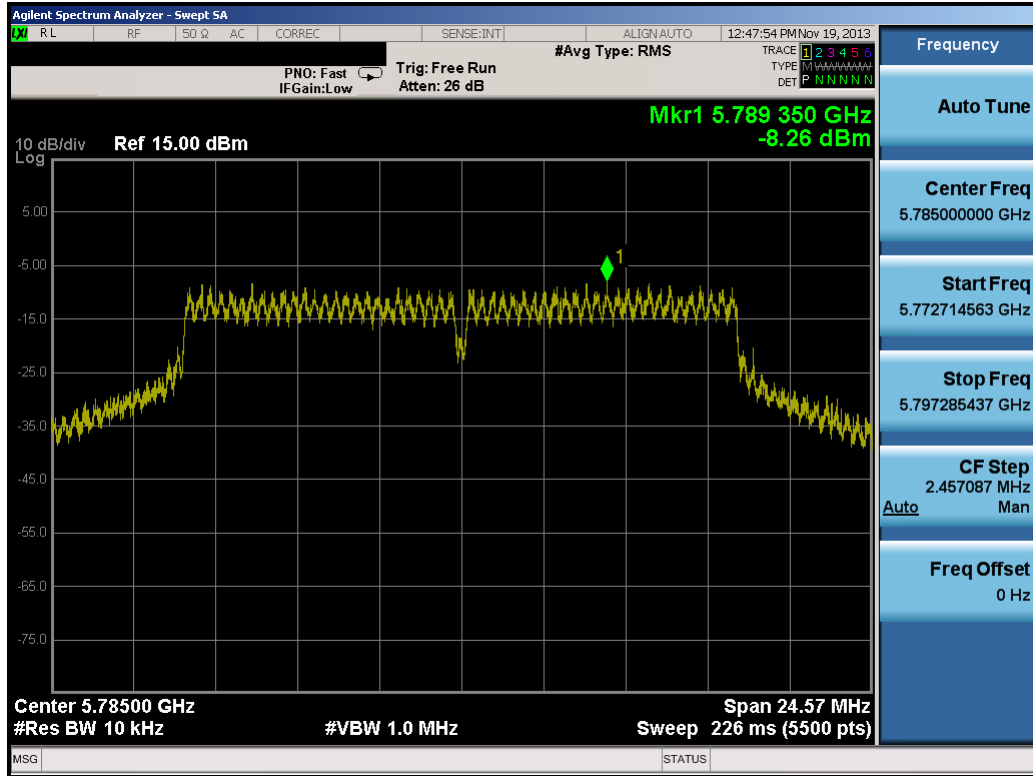 Agilent Spectrum Analyzer - Swept SA
LXI RL RF 50 Ω AC CORREC SENSE:INT ALIGN AUTO 12:47:54 PM Nov 19, 2013
#Avg Type: RMS TRACE 1 2 3 4 5 6
PNO: Fast Trig: Free Run TYPE M WWWWW
IFGain:Low Atten: 26 dB DET P N N N N N
Mkr1 5.789 350 GHz
-8.26 dBm
10 dB/div Ref 15.00 dBm
Log
1
5.00
-5.00
-15.0
-25.0
-35.0
-45.0
-55.0
-65.0
-75.0
Center 5.78500 GHz Span 24.57 MHz
#Res BW 10 kHz #VBW 1.0 MHz Sweep 226 ms (5500 pts)
MSG STATUS
Frequency
Auto Tune
Center Freq
5.785000000 GHz
Start Freq
5.772714563 GHz
Stop Freq
5.797285437 GHz
CF Step
2.457087 MHz
Auto Man
Freq Offset
0 Hz